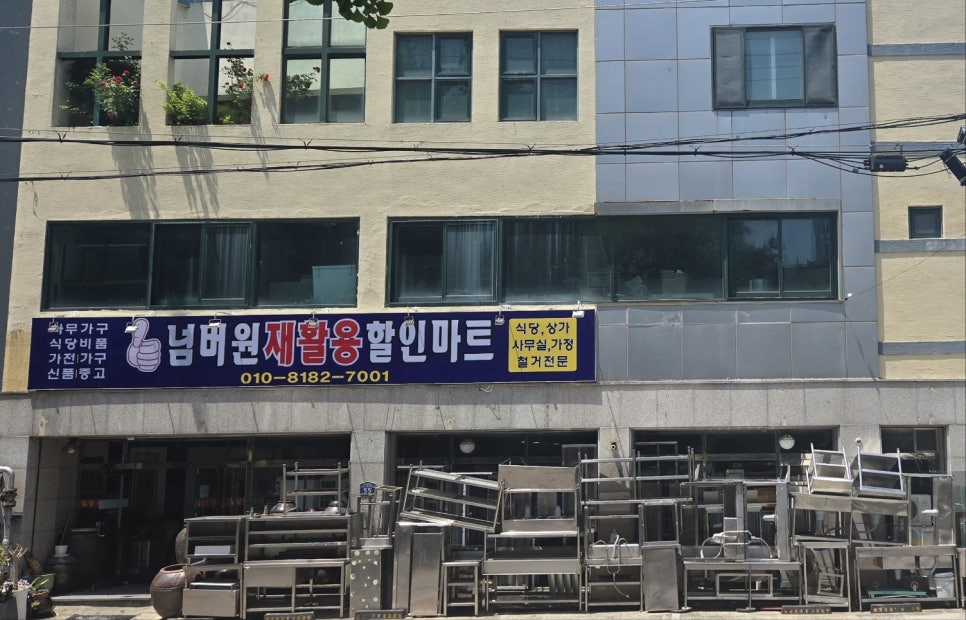 사무가구
식당비품
가전가구
신품중고
넘버원재활용할인마트
010-8182-7001
식당, 상가
사무실, 가정
철거전문
55